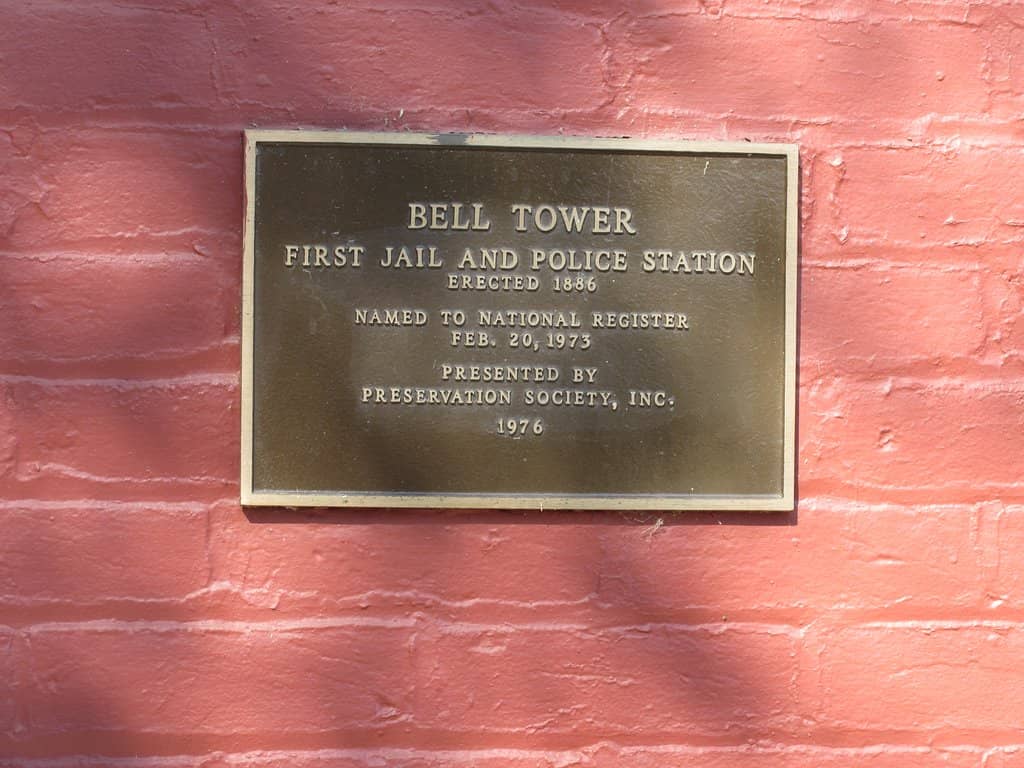 BELL TOWER
FIRST JAIL AND POLICE STATION
ERECTED 1886
NAMED TO NATIONAL REGISTER
FEB. 20, 1973
PRESENTED BY
PRESERVATION SOCIETY, INC.
1976